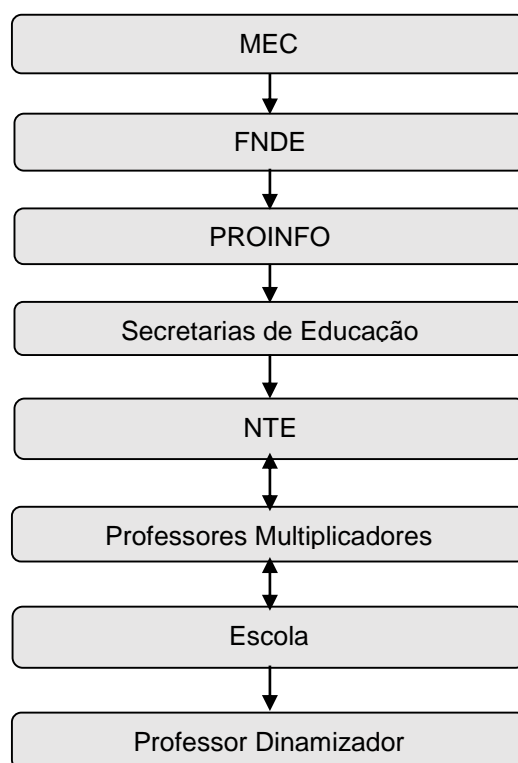 MEC
FNDE
PROINFO
Secretarias de Educação
NTE
Professores Multiplicadores
Escola
Professor Dinamizador